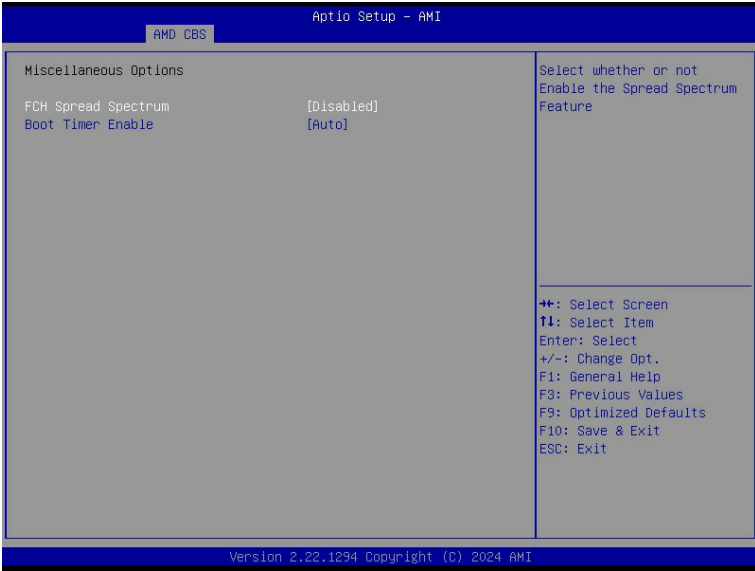 Aptio Setup – AMI
AMD CBS
Miscellaneous Options
FCH Spread Spectrum [Disabled]
Boot Timer Enable [Auto]
Select whether or not
Enable the Spread Spectrum
Feature
→←: Select Screen
↑↓: Select Item
Enter: Select
+/-: Change Opt.
F1: General Help
F3: Previous Values
F9: Optimized Defaults
F10: Save & Exit
ESC: Exit
Version 2.22.1294 Copyright (C) 2024 AMI